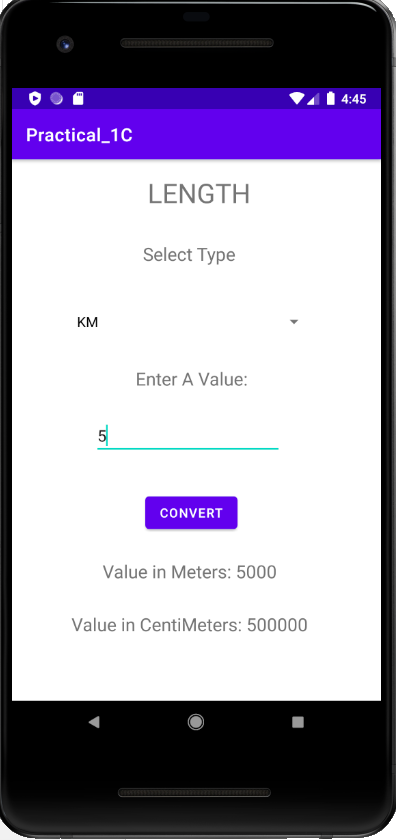 4:45
Practical_1C
LENGTH
Select Type
KM
Enter A Value:
5
CONVERT
Value in Meters: 5000
Value in CentiMeters: 500000